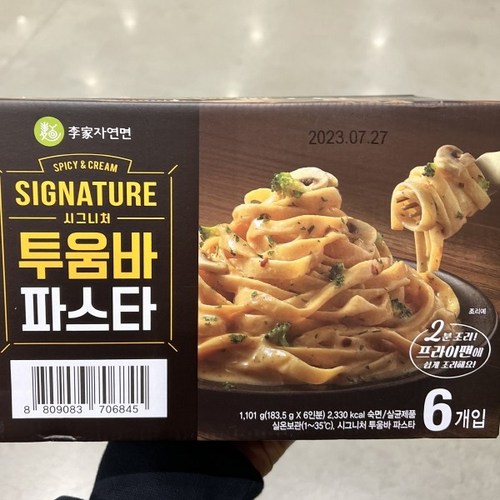 李家자연면
SPICY & CREAM
SIGNATURE
시그니처
투움바
파스타
2023.07.27
조리예
2분 조리!
프라이팬에
쉽게 조리해요!
8 809083 706845
1,101 g(183.5 g X 6인분) 2,330 kcal 숙면/살균제품
실온보관(1~35℃), 시그니처 투움바 파스타
6개입